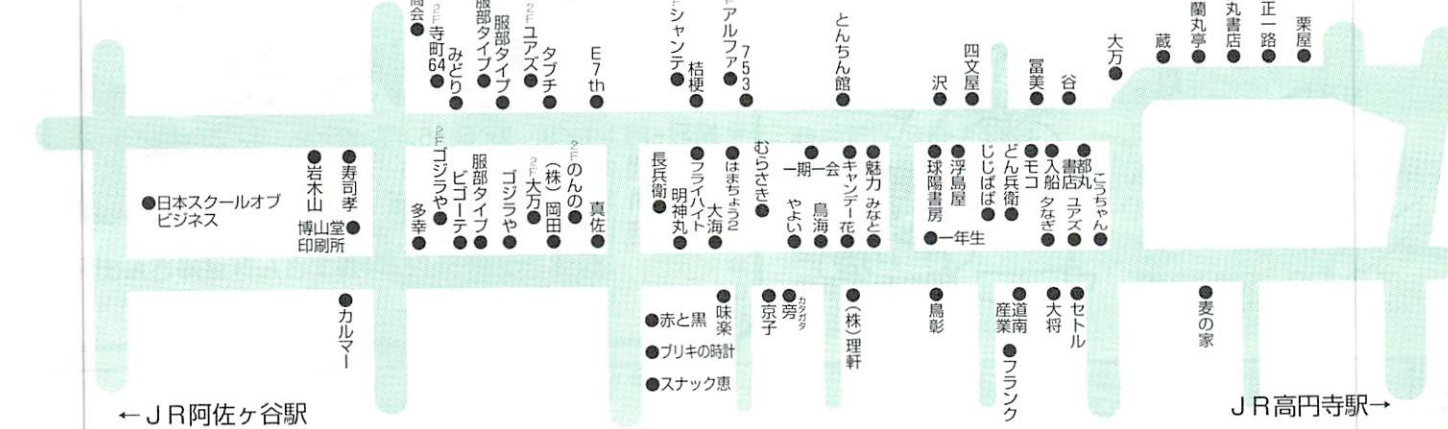 商会
2F寺町64
みどり
服部タイプ
服部タイプ
2Fユアズ
タブチ
E7th
シャンテ
桔梗
アルファ
753
とんちん館
沢
四文屋
冨美
谷
大万
蔵
蘭丸亭
丸書店
正一路
栗屋
日本スクールオブ
ビジネス
岩木山
寿司孝
博山堂
印刷所
2Fゴジラや
多幸
ビゴーテ
服部タイプ
ゴジラや
2F大万
(株)岡田
2Fのんの
真佐
長兵衛
フライハイト
明神丸
はまちょう2
大海
むらさき
一期一会
やよい
鳥海
キャンデー花
魅力
みなと
球陽書房
浮島屋
一年生
じじばば
どん兵衛
モコ
入船
夕なぎ
都丸
書店
ユアズ
こうちゃん
カルマー
赤と黒
味楽
ブリキの時計
スナック恵
京子
旁
カタガタ
(株)理軒
鳥彰
道南
産業
フランク
大将
セトル
麦の家
←JR阿佐ヶ谷駅
JR高円寺駅→